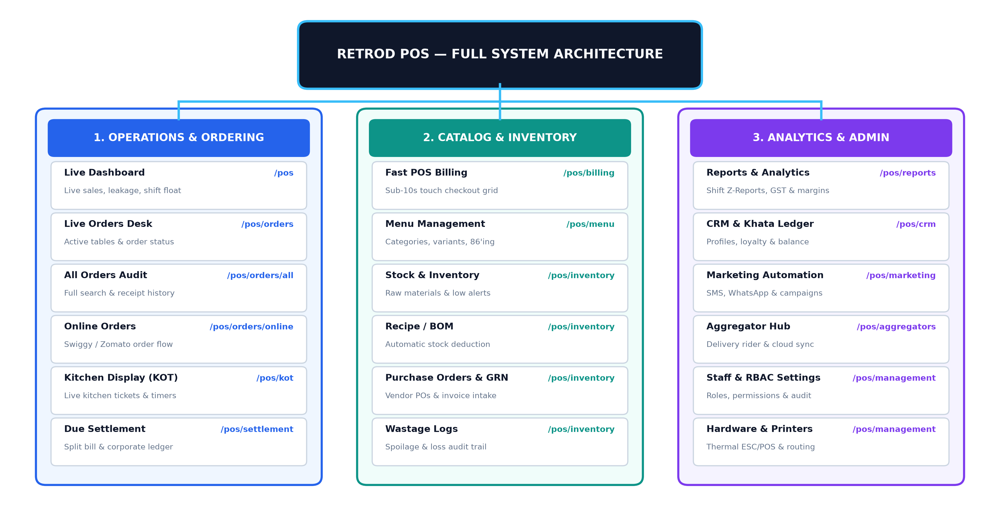 RETROD POS — FULL SYSTEM ARCHITECTURE
1. OPERATIONS & ORDERING
Live Dashboard /pos
Live sales, leakage, shift float
Live Orders Desk /pos/orders
Active tables & order status
All Orders Audit /pos/orders/all
Full search & receipt history
Online Orders /pos/orders/online
Swiggy / Zomato order flow
Kitchen Display (KOT) /pos/kot
Live kitchen tickets & timers
Due Settlement /pos/settlement
Split bill & corporate ledger
2. CATALOG & INVENTORY
Fast POS Billing /pos/billing
Sub-10s touch checkout grid
Menu Management /pos/menu
Categories, variants, 86'ing
Stock & Inventory /pos/inventory
Raw materials & low alerts
Recipe / BOM /pos/inventory
Automatic stock deduction
Purchase Orders & GRN /pos/inventory
Vendor POs & invoice intake
Wastage Logs /pos/inventory
Spoilage & loss audit trail
3. ANALYTICS & ADMIN
Reports & Analytics /pos/reports
Shift Z-Reports, GST & margins
CRM & Khata Ledger /pos/crm
Profiles, loyalty & balance
Marketing Automation /pos/marketing
SMS, WhatsApp & campaigns
Aggregator Hub /pos/aggregators
Delivery rider & cloud sync
Staff & RBAC Settings /pos/management
Roles, permissions & audit
Hardware & Printers /pos/management
Thermal ESC/POS & routing